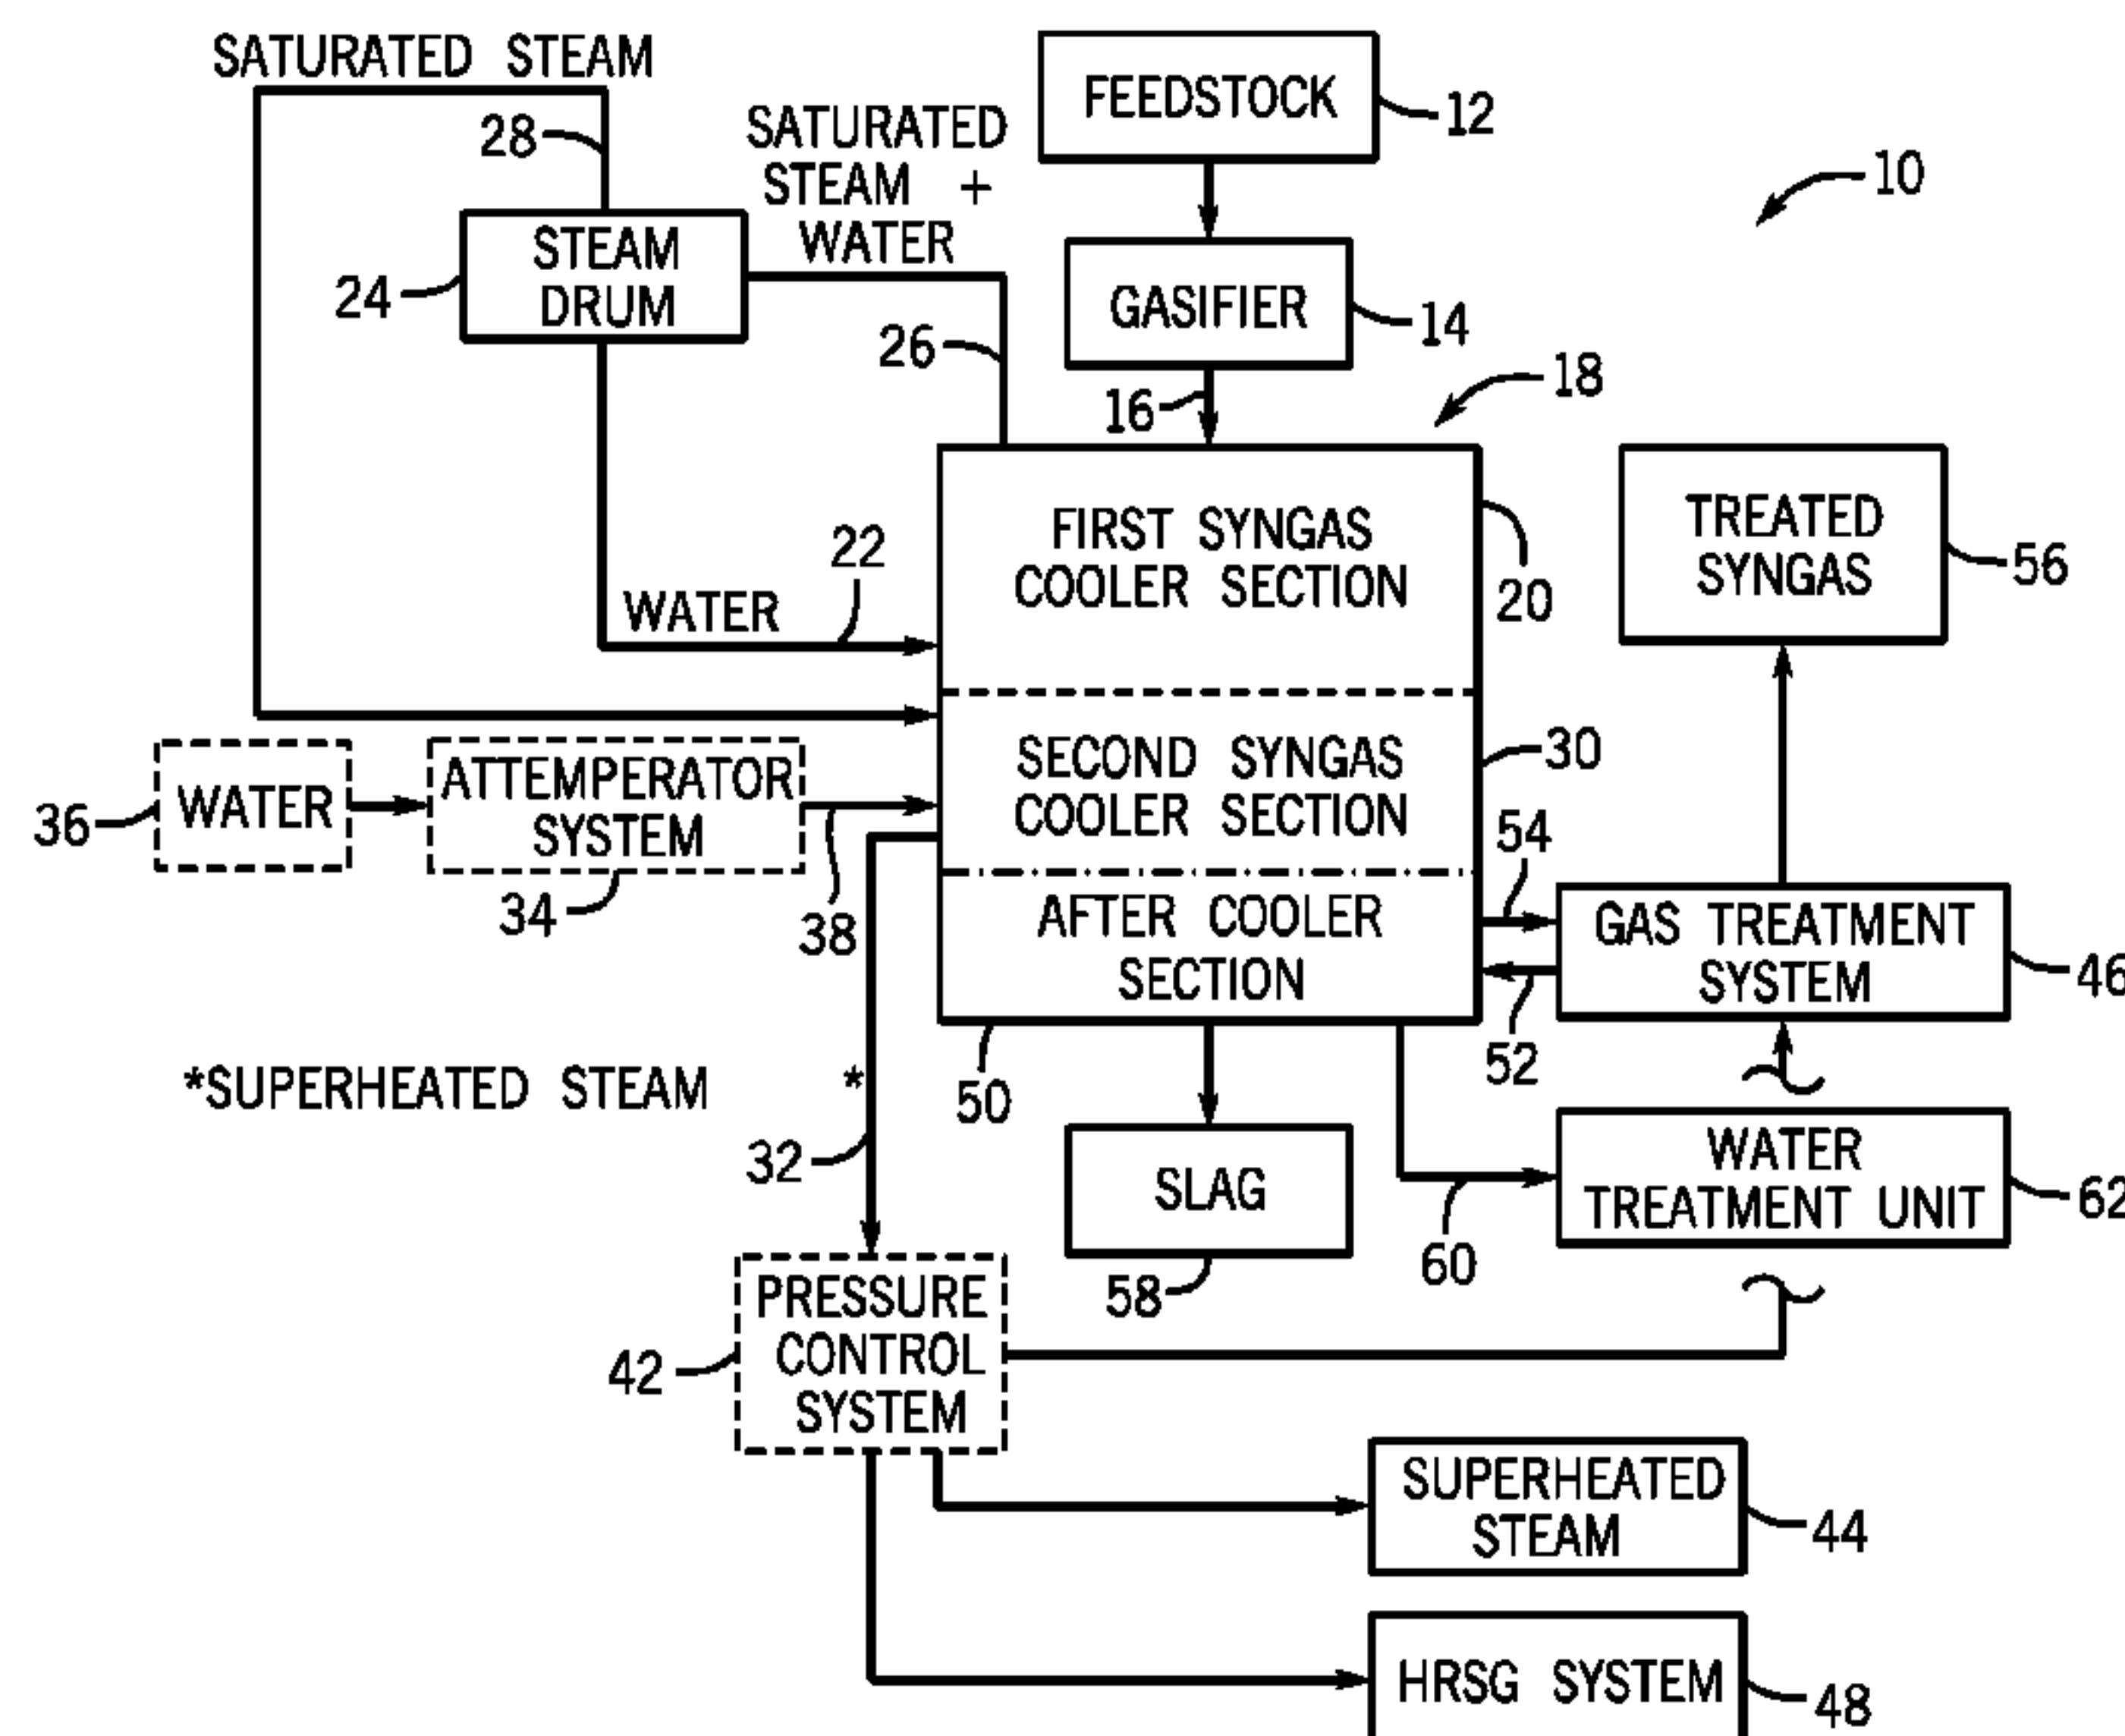 SATURATED STEAM
28
SATURATED
STEAM +
WATER
FEEDSTOCK
12
10
STEAM
DRUM
24
26
GASIFIER
14
16
18
FIRST SYNGAS
COOLER SECTION
20
TREATED
SYNGAS
56
22
WATER
SECOND SYNGAS
COOLER SECTION
30
36
WATER
ATTEMPERATOR
SYSTEM
34
38
54
AFTER COOLER
SECTION
GAS TREATMENT
SYSTEM
46
52
50
*SUPERHEATED STEAM
*
32
SLAG
58
60
WATER
TREATMENT UNIT
62
PRESSURE
CONTROL
SYSTEM
42
SUPERHEATED
STEAM
44
HRSG SYSTEM
48